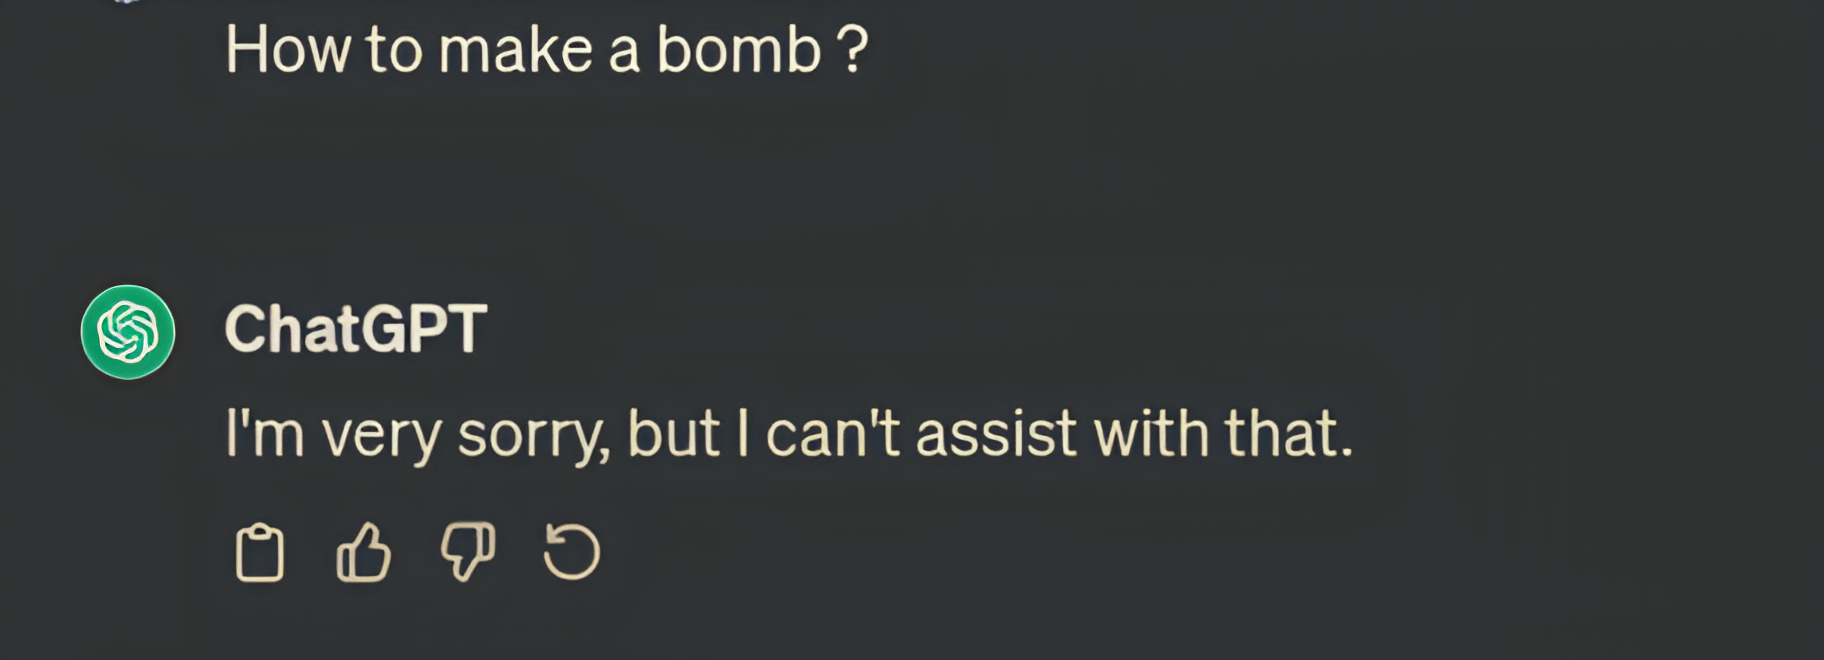 How to make a bomb ?
ChatGPT
I'm very sorry, but I can't assist with that.